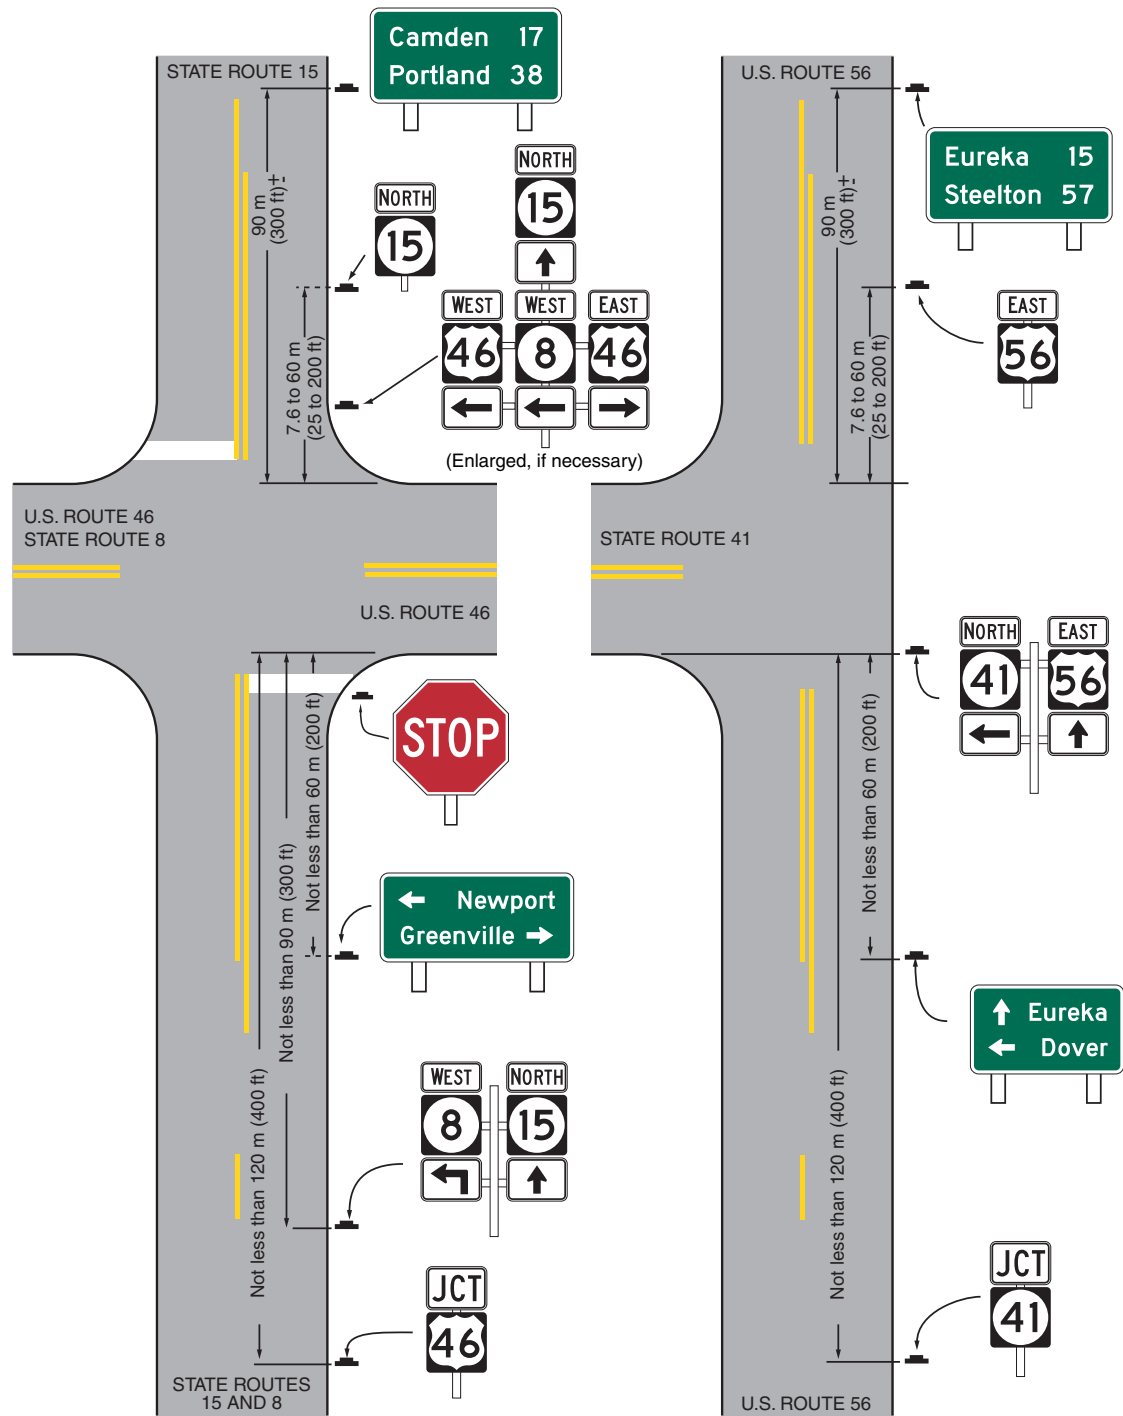 STATE ROUTE 15
Camden 17
Portland 38
90 m
(300 ft)±
NORTH
15
NORTH
15
WEST
46
WEST
8
EAST
46
(Enlarged, if necessary)
7.6 to 60 m
(25 to 200 ft)
U.S. ROUTE 46
STATE ROUTE 8
U.S. ROUTE 46
STOP
Not less than 60 m (200 ft)
Not less than 90 m (300 ft)
Not less than 120 m (400 ft)
Newport
Greenville
WEST
8
NORTH
15
JCT
46
STATE ROUTES
15 AND 8
U.S. ROUTE 56
Eureka 15
Steelton 57
90 m
(300 ft)±
EAST
56
7.6 to 60 m
(25 to 200 ft)
STATE ROUTE 41
NORTH
41
EAST
56
Not less than 60 m (200 ft)
Eureka
Dover
Not less than 120 m (400 ft)
JCT
41
U.S. ROUTE 56